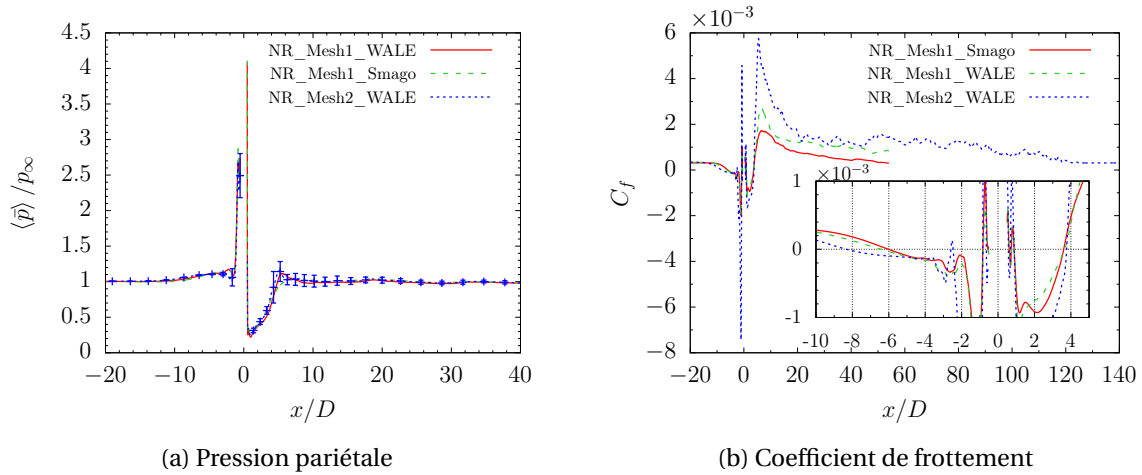 4.5
4
3.5
3
2.5
2
1.5
1
0.5
0
⟨p̄⟩ /p∞
NR_Mesh1_WALE
NR_Mesh1_Smago
NR_Mesh2_WALE
−20 −10 0 10 20 30 40
x/D
(a) Pression pariétale
×10⁻³
6
4
2
0
−2
−4
−6
−8
C_f
NR_Mesh1_Smago
NR_Mesh1_WALE
NR_Mesh2_WALE
×10⁻³
1
0
-1
-10 -8 -6 -4 -2 0 2 4
−20 0 20 40 60 80 100 120 140
x/D
(b) Coefficient de frottement